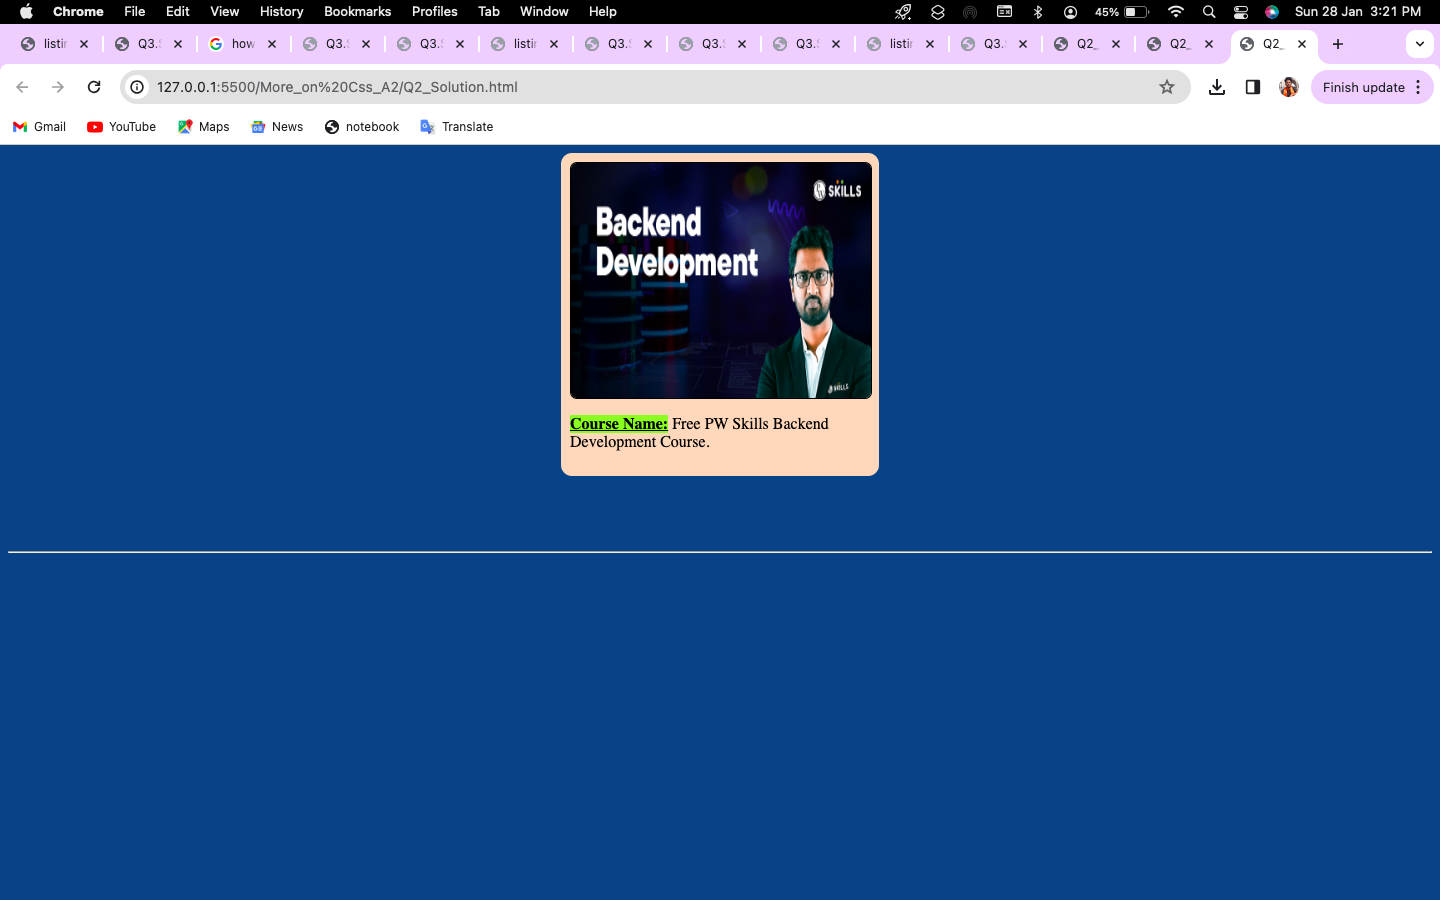 Chrome File Edit View History Bookmarks Profiles Tab Window Help 45% Sun 28 Jan 3:21 PM
listin Q3.S how Q3.S Q3.S listin Q3.S Q3.S Q3.S listin Q3.S Q2_ Q2_ Q2_
127.0.0.1:5500/More_on%20Css_A2/Q2_Solution.html Finish update
Gmail YouTube Maps News notebook Translate
SKILLS
Backend
Development
SKILLS
Course Name: Free PW Skills Backend
Development Course.